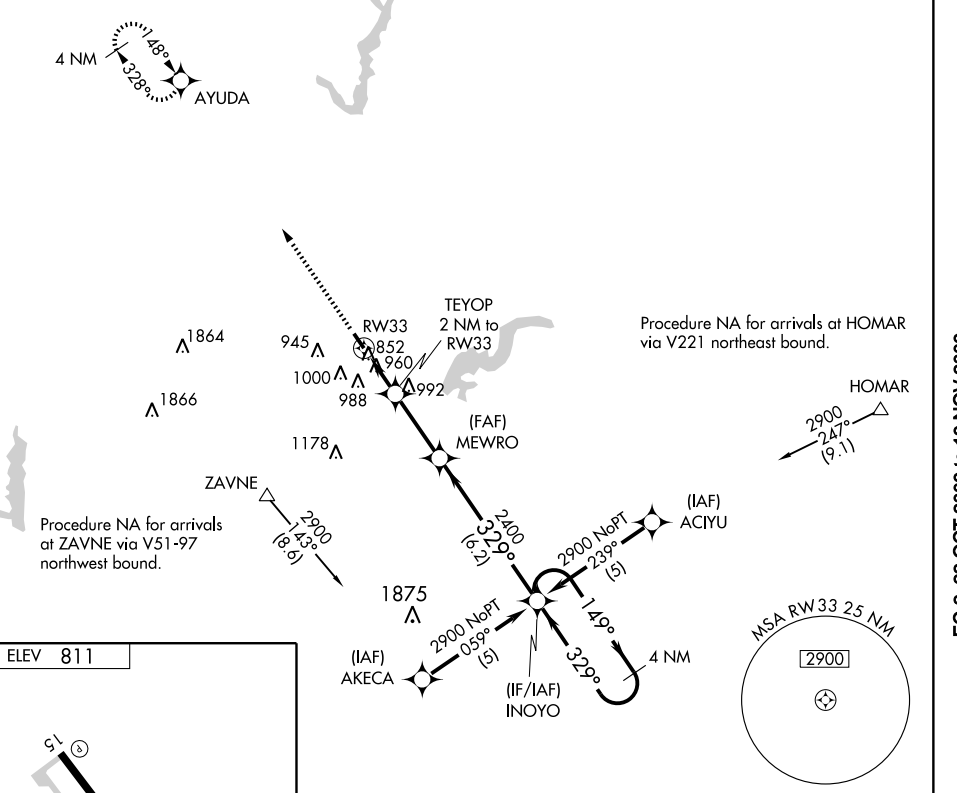 4 NM
148°
328°
AYUDA
TEYOP
2 NM to
RW33
RW33
852
960
992
945
1000
988
1864
1866
1178
Procedure NA for arrivals at HOMAR
via V221 northeast bound.
HOMAR
2900
247°
(9.1)
(FAF)
MEWRO
ZAVNE
2900
143°
(8.6)
Procedure NA for arrivals
at ZAVNE via V51-97
northwest bound.
2400
329°
(6.2)
(IAF)
ACIYU
2900 NoPT
239°
(5)
1875
2900 NoPT
059°
(5)
(IAF)
AKECA
149°
329°
4 NM
(IF/IAF)
INOYO
MSA RW33 25 NM
2900
ELEV 811
15
P